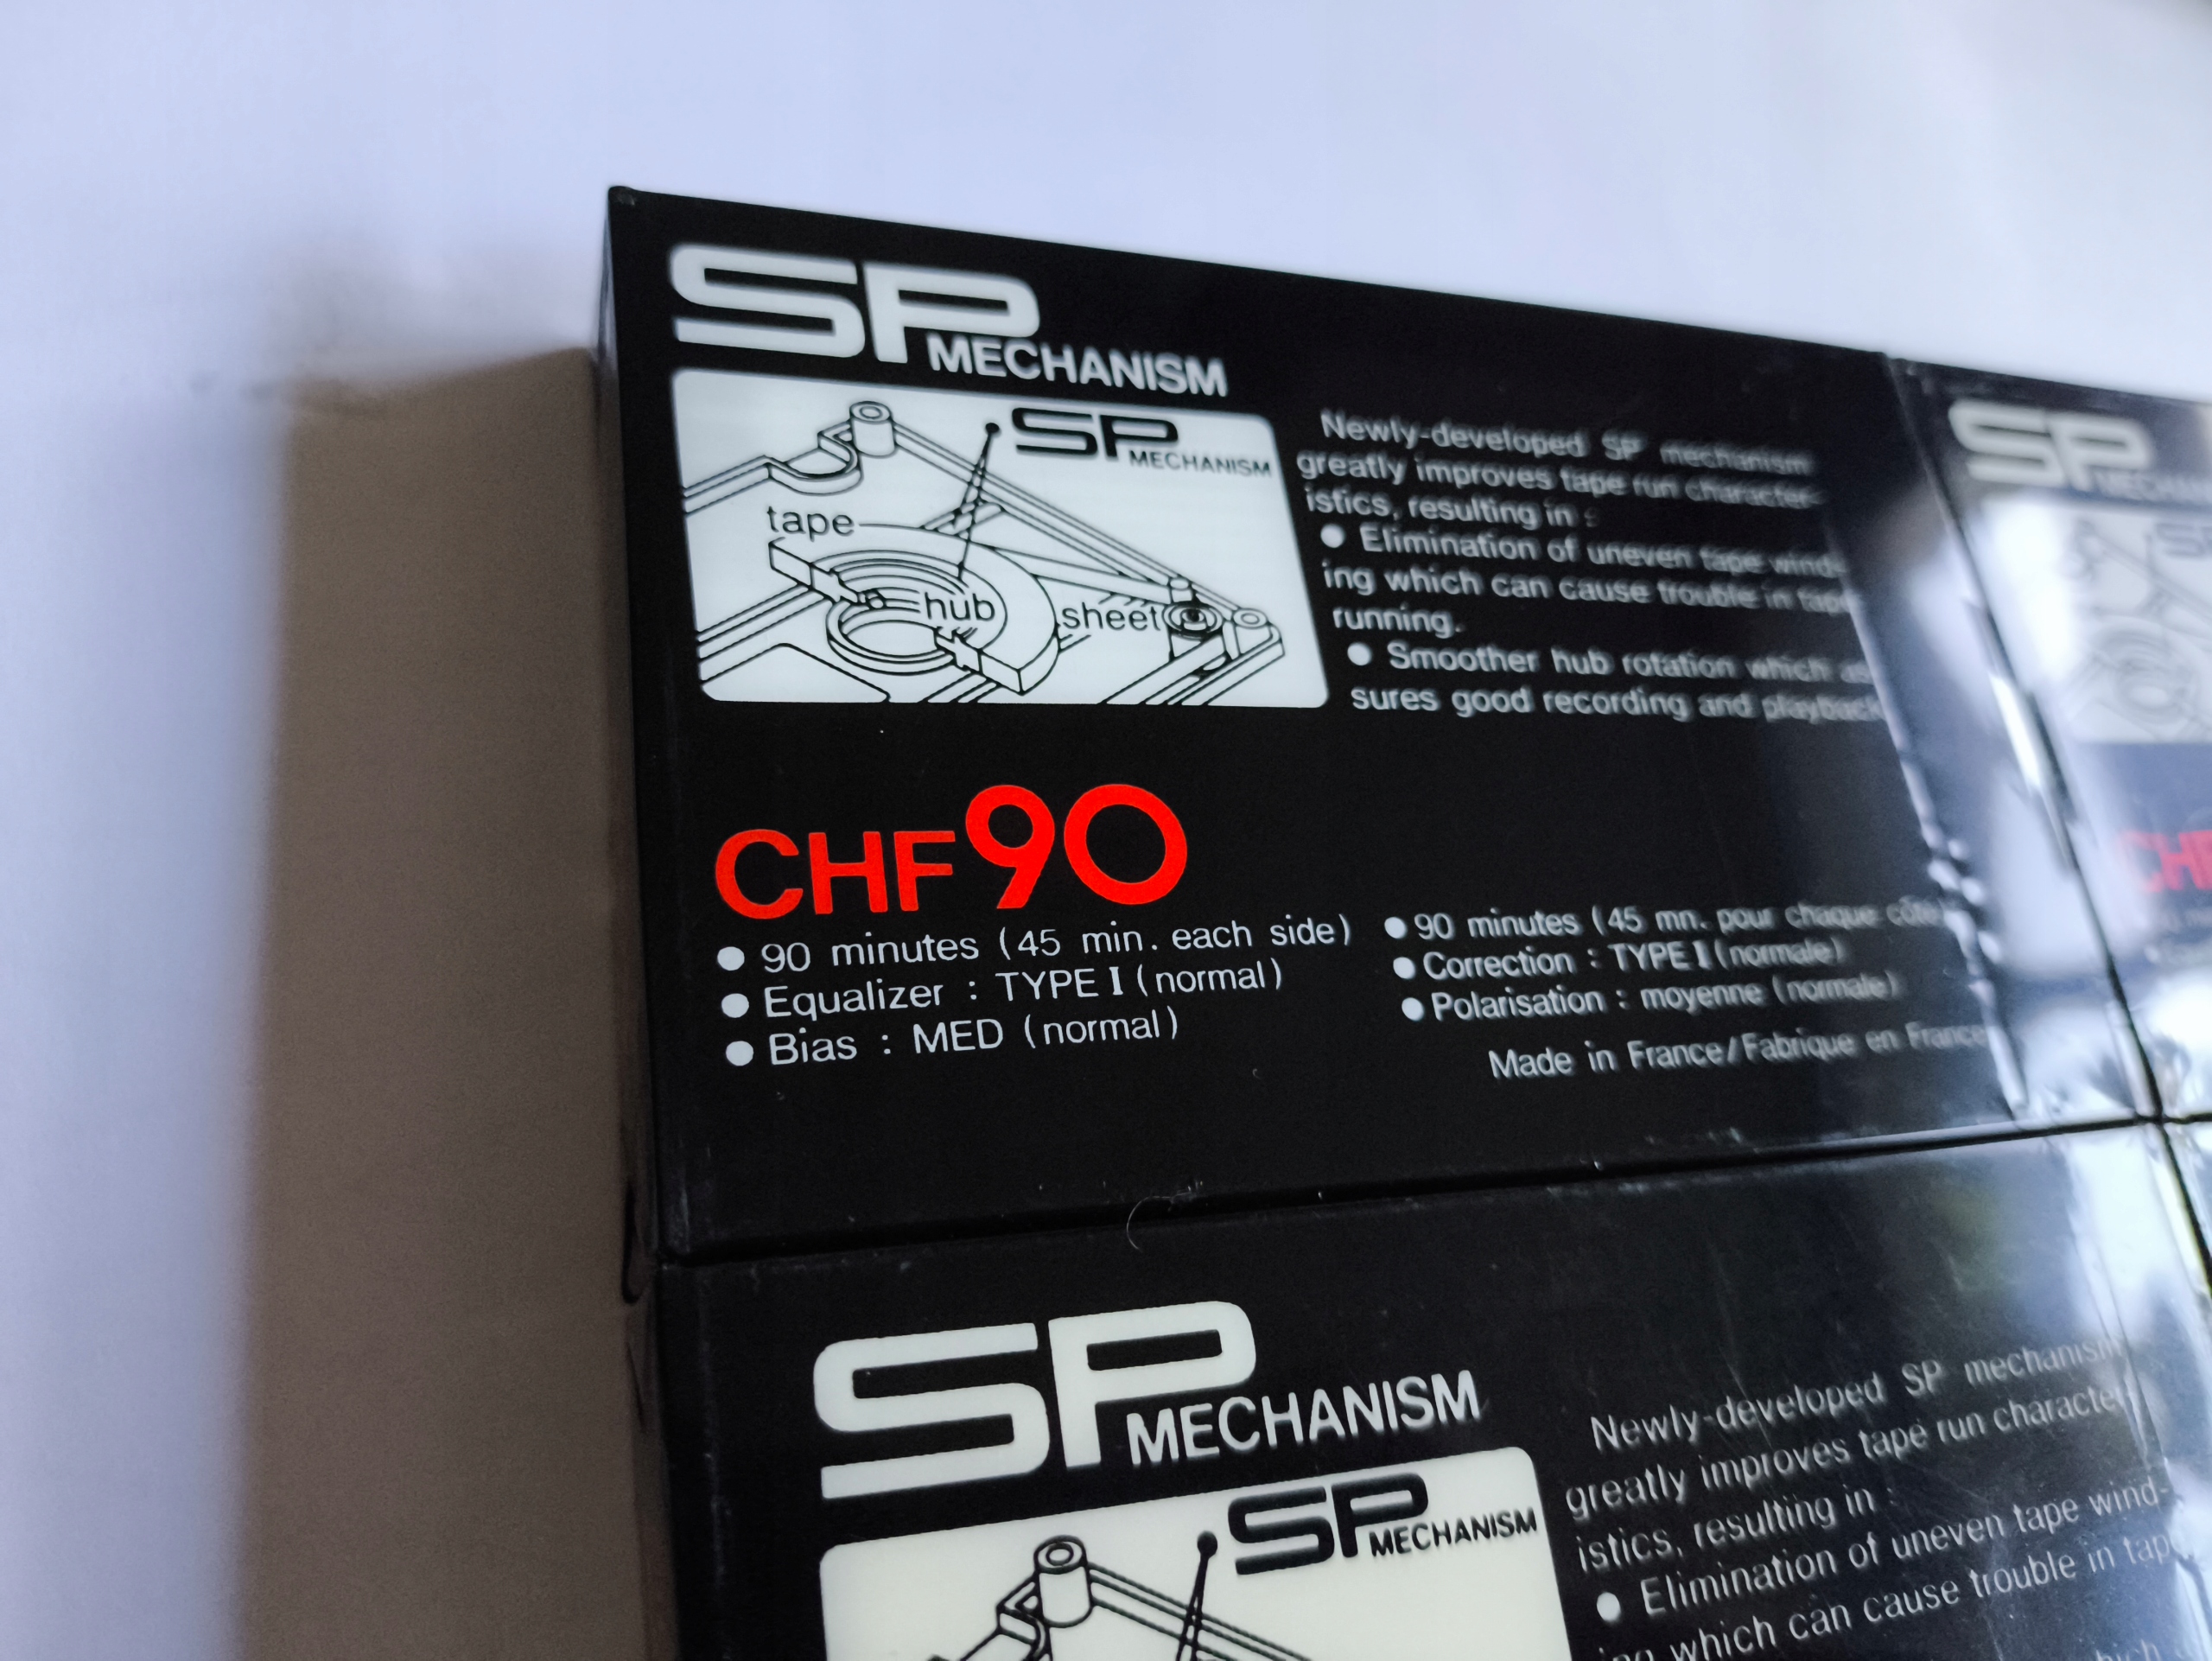 SP
MECHANISM
SP
MECHANISM
tape
hub
sheet
Newly-developed SP mechanism
greatly improves tape run character-
istics, resulting in :
● Elimination of uneven tape wind-
ing which can cause trouble in tape
running.
● Smoother hub rotation which as
sures good recording and playback
CHF90
● 90 minutes (45 min. each side)
● Equalizer : TYPE I (normal)
● Bias : MED (normal)
● 90 minutes (45 mn. pour chaque côté)
● Correction : TYPE I (normale)
● Polarisation : moyenne (normale)
Made in France/Fabrique en France
SP
MECHANISM
CHF
SP
MECHANISM
SP
MECHANISM
Newly-developed SP mechanism
greatly improves tape run character-
istics, resulting in :
● Elimination of uneven tape wind-
ing which can cause trouble in tape